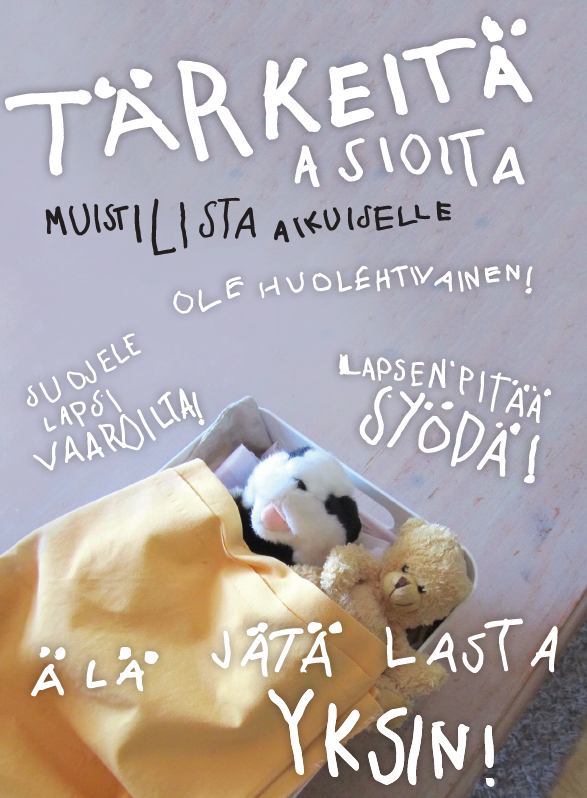 TÄRKEITÄ
ASIOITA
MUISTILISTA AIKUISELLE
OLE HUOLEHTIVAINEN!
SUOJELE
LAPSI
VAAROILTA!
LAPSEN PITÄÄ
SYÖDÄ!
ÄLÄ JÄTÄ LASTA
YKSIN!